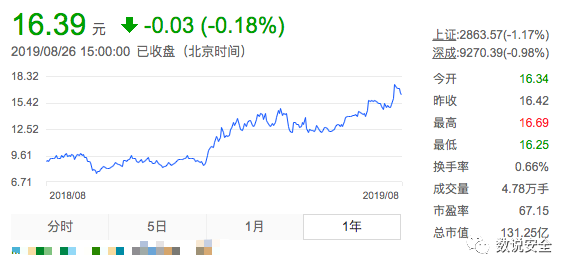 16.39 元 -0.03 (-0.18%)
2019/08/26 15:00:00 已收盘（北京时间）
18.32
15.42
12.52
9.61
6.71
2018/08 2019/08
分时 5日 1月 1年
上证:2863.57(-1.17%)
深成:9270.39(-0.98%)
今开 16.34
昨收 16.42
最高 16.69
最低 16.25
换手率 0.66%
成交量 4.78万手
市盈率 67.15
总市值 131.25亿
数说安全